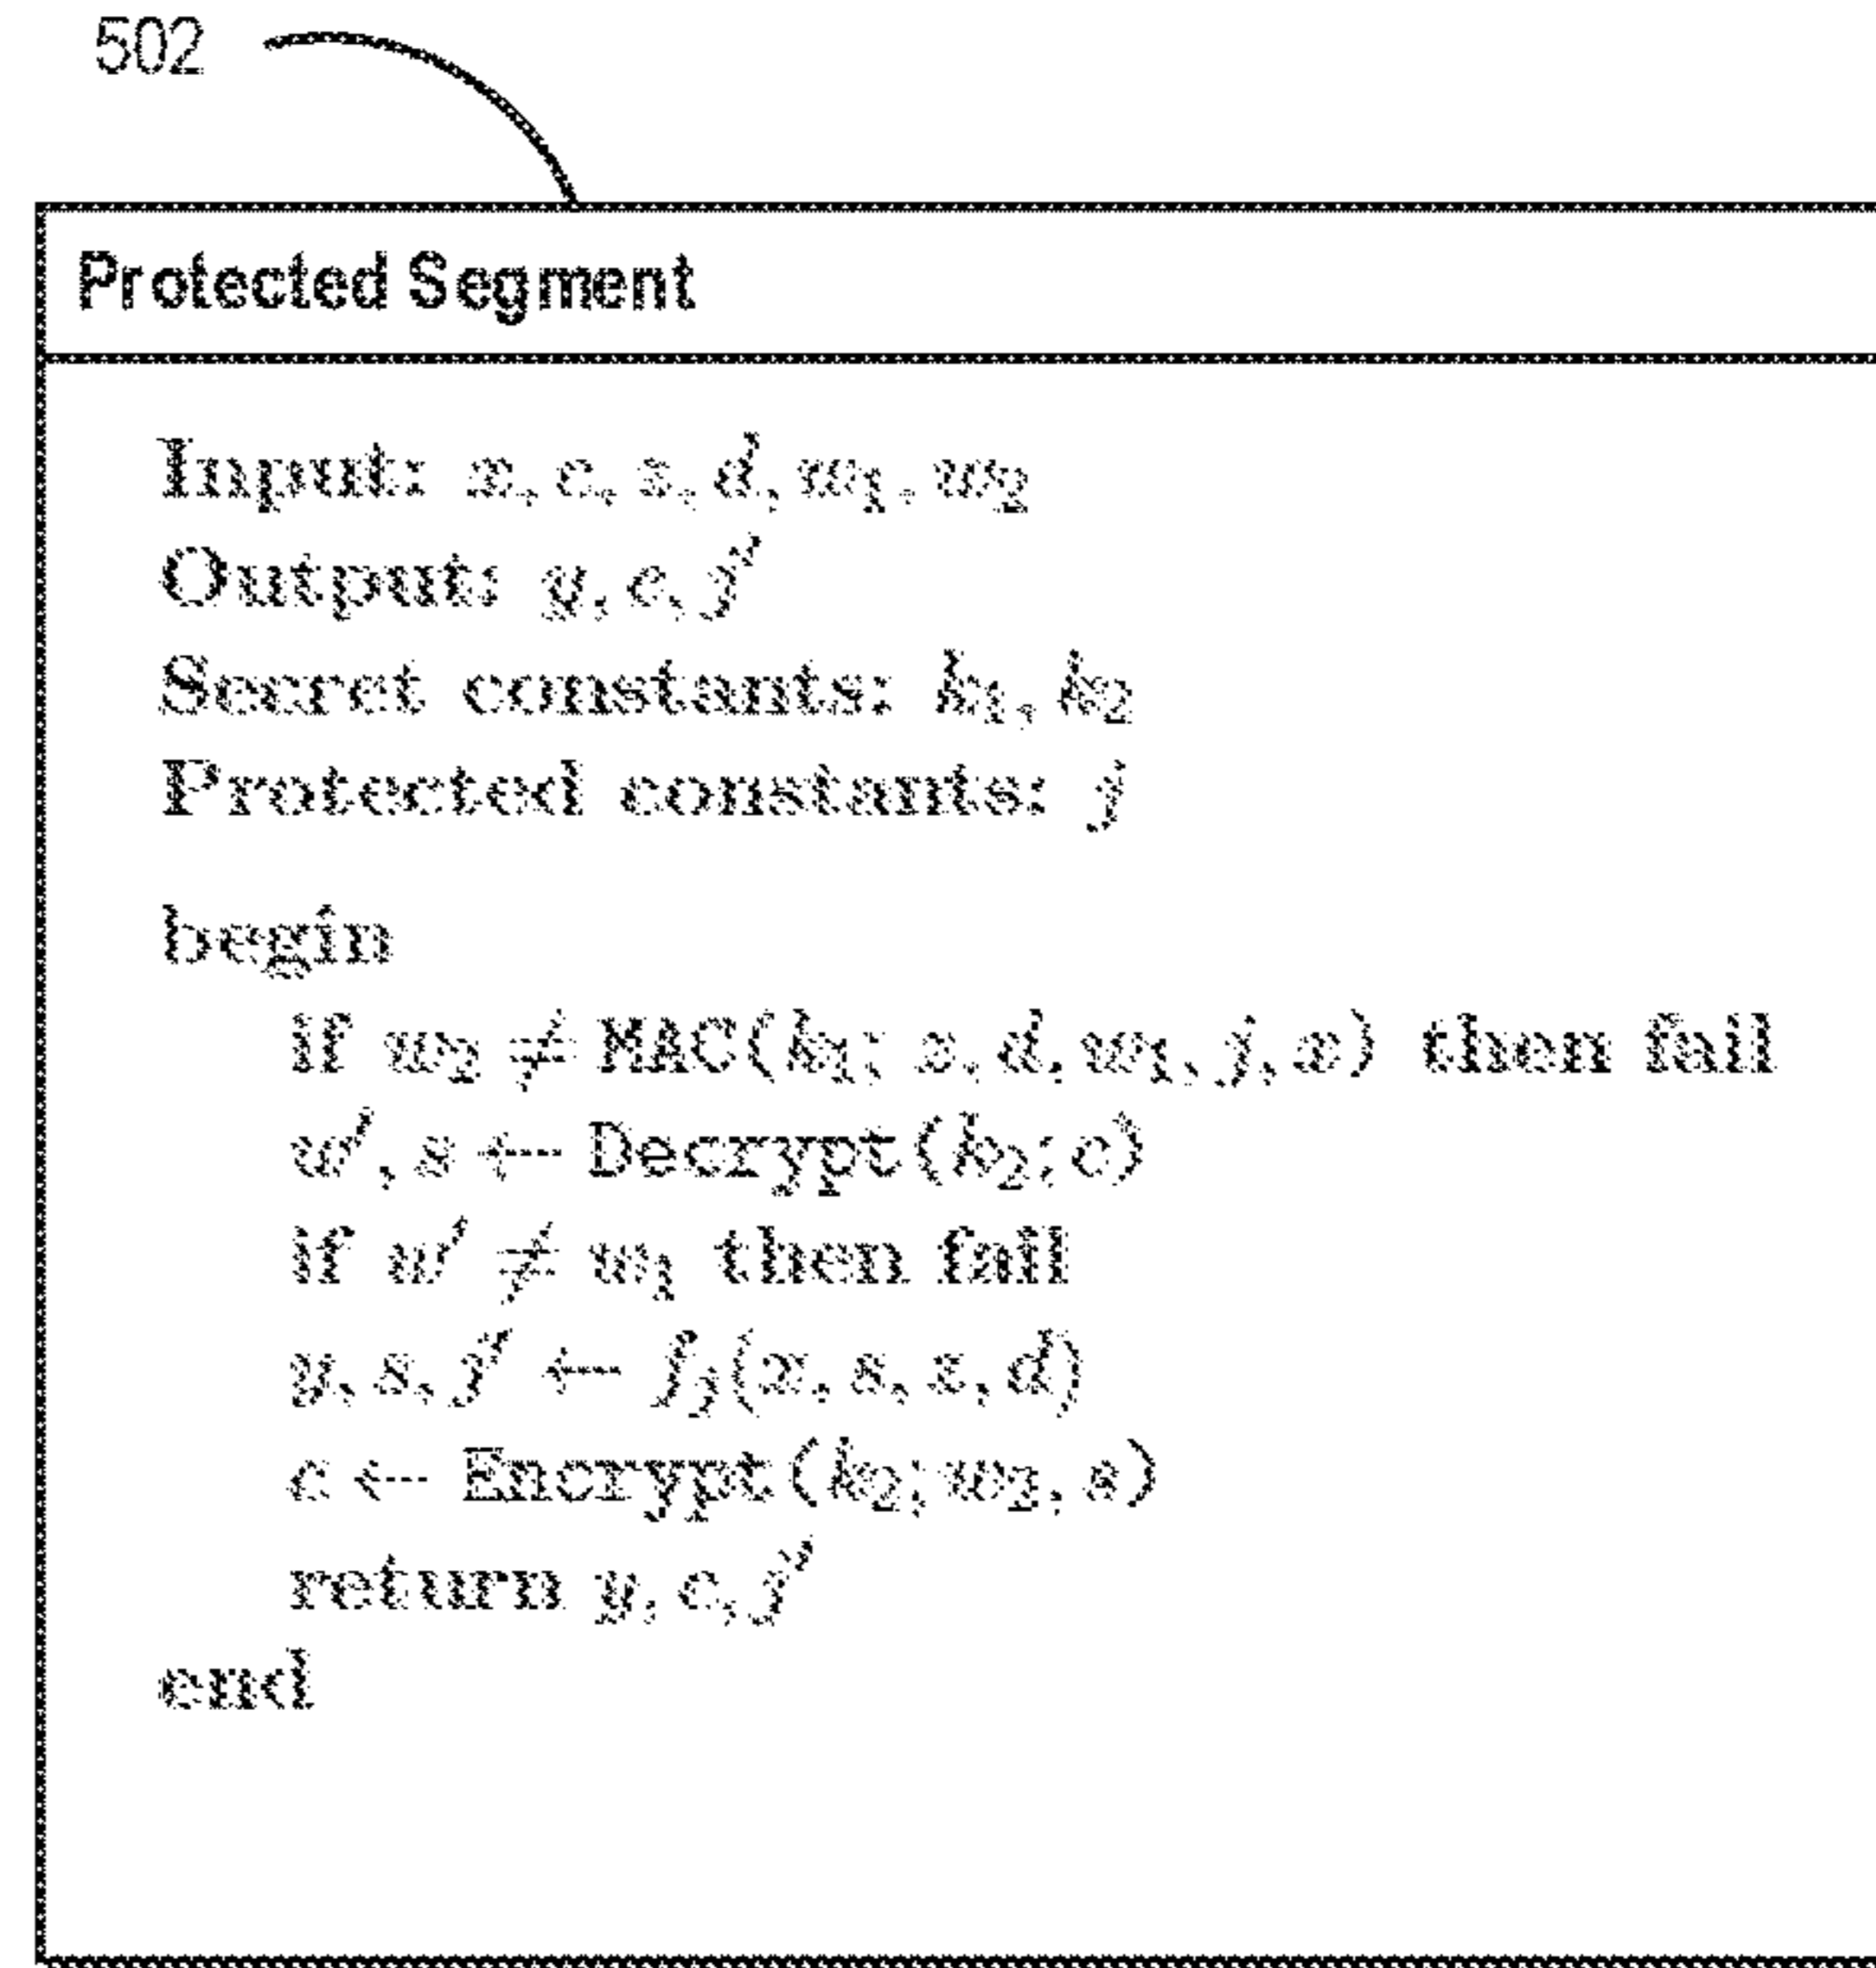 502
Protected Segment
Input: x, c, z, d, w₁, w₂
Output: y, c, j′
Secret constants: k₁, k₂
Protected constants: j
begin
if w₂ ≠ MAC(k₁; z, d, w₁, j, x) then fail
w′, s ← Decrypt(k₂; c)
if w′ ≠ w₁ then fail
y, s, j′ ← fⱼ(x, s, z, d)
c ← Encrypt(k₂; w₂, s)
return y, c, j′
end